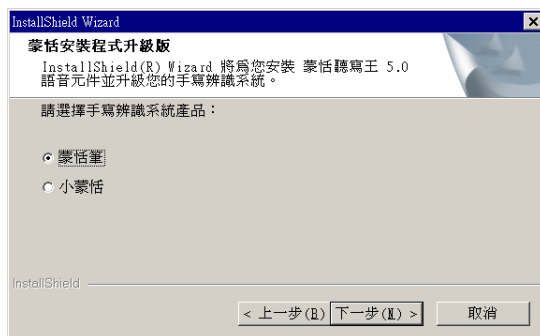 InstallShield Wizard
蒙恬安裝程式升級版
InstallShield(R) Wizard 將為您安裝 蒙恬聽寫王 5.0
語音元件並升級您的手寫辨識系統。
請選擇手寫辨識系統產品：
蒙恬筆
小蒙恬
InstallShield
< 上一步(B) 下一步(N) > 取消